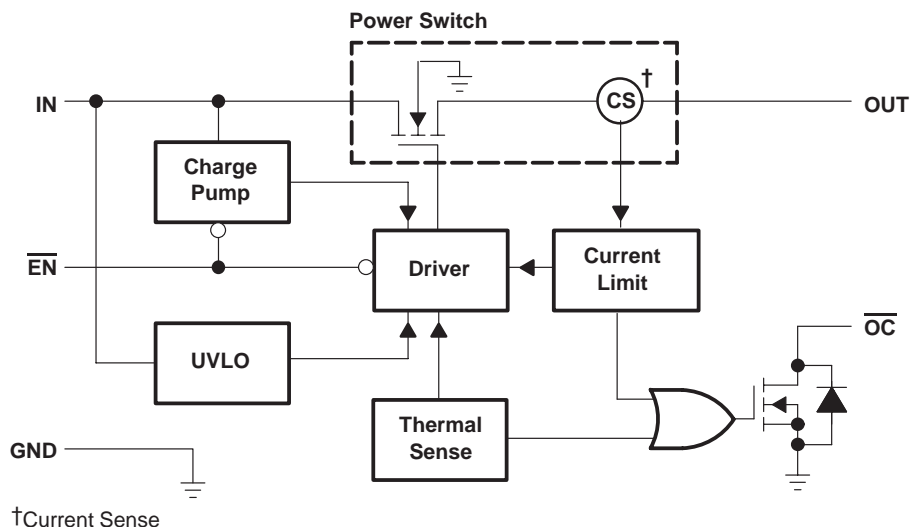 Power Switch
†
IN
CS
OUT
Charge
Pump
EN
Driver
Current
Limit
OC
UVLO
Thermal
Sense
GND
†Current Sense